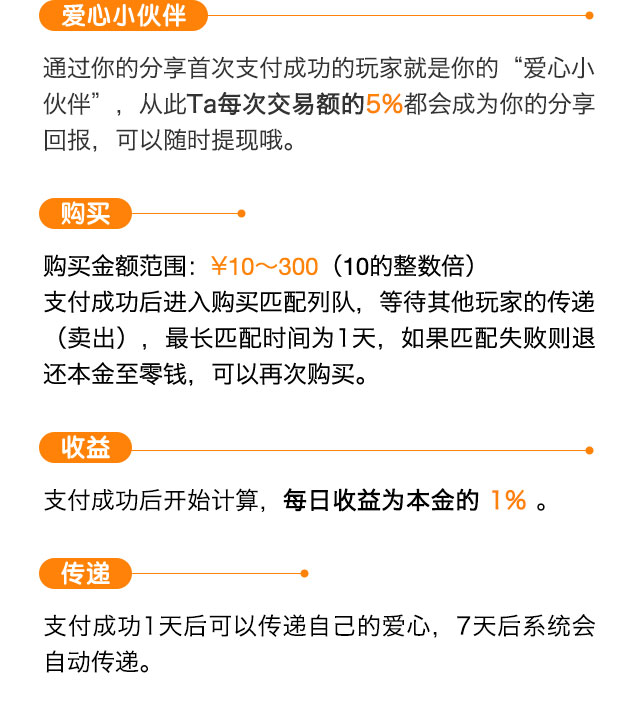 爱心小伙伴
通过你的分享首次支付成功的玩家就是你的“爱心小
伙伴”，从此Ta每次交易额的5%都会成为你的分享
回报，可以随时提现哦。
购买
购买金额范围：¥10～300（10的整数倍）
支付成功后进入购买匹配列队，等待其他玩家的传递
（卖出），最长匹配时间为1天，如果匹配失败则退
还本金至零钱，可以再次购买。
收益
支付成功后开始计算，每日收益为本金的 1% 。
传递
支付成功1天后可以传递自己的爱心，7天后系统会
自动传递。